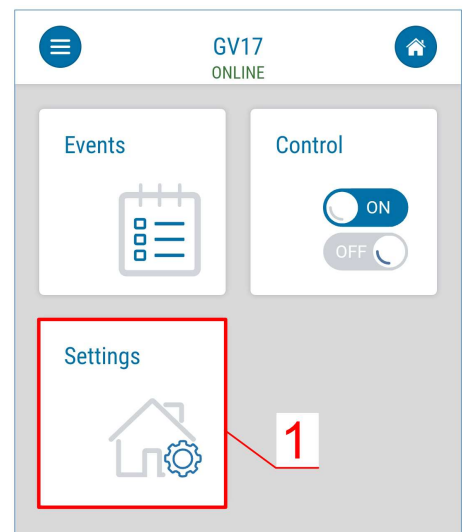 GV17
ONLINE
Events
Control
ON
OFF
Settings
1